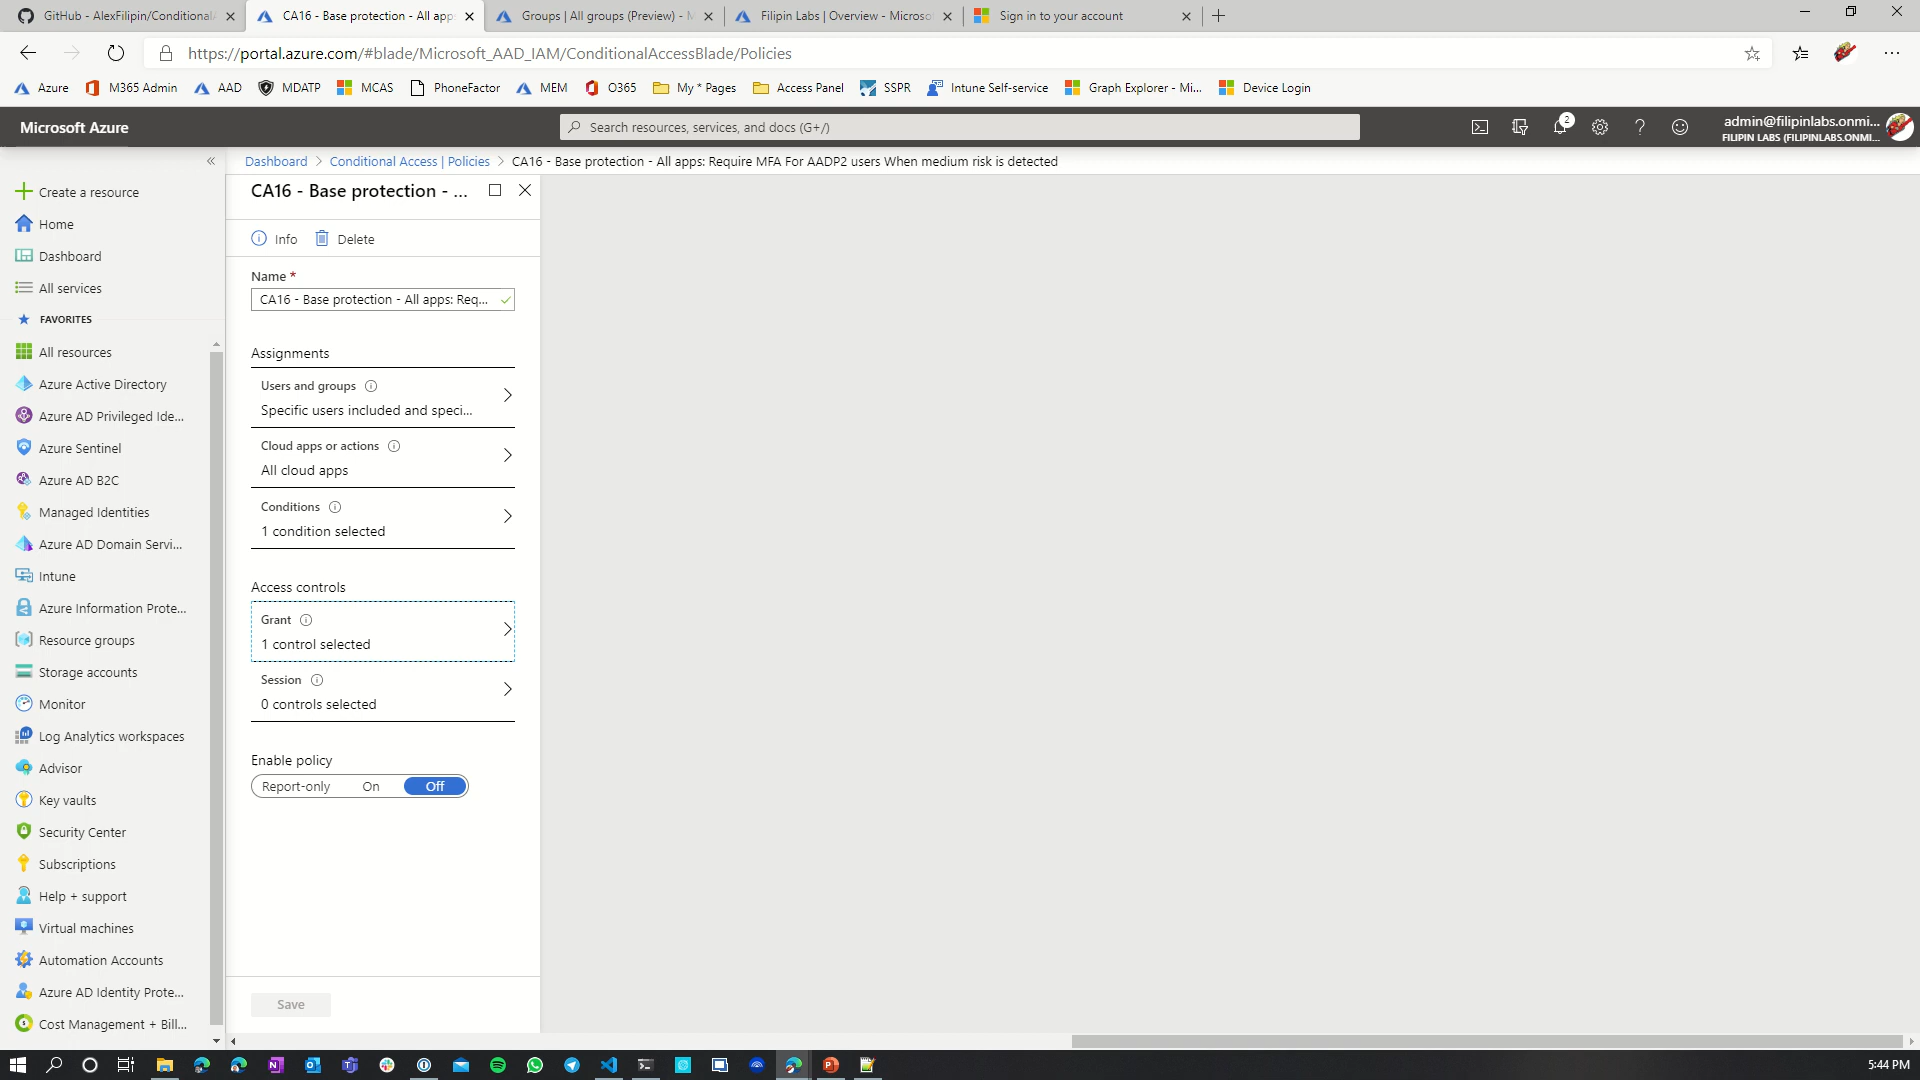 GitHub - AlexFilipin/Conditional
CA16 - Base protection - All apps
Groups | All groups (Preview) - M
Filipin Labs | Overview - Microso
Sign in to your account
https://portal.azure.com/#blade/Microsoft_AAD_IAM/ConditionalAccessBlade/Policies
Azure
M365 Admin
AAD
MDATP
MCAS
PhoneFactor
MEM
O365
My * Pages
Access Panel
SSPR
Intune Self-service
Graph Explorer - Mi...
Device Login
Microsoft Azure
Search resources, services, and docs (G+/)
2
admin@filipinlabs.onmi...
FILIPIN LABS (FILIPINLABS.ONMI...
Dashboard > Conditional Access | Policies > CA16 - Base protection - All apps: Require MFA For AADP2 users When medium risk is detected
Create a resource
Home
Dashboard
All services
FAVORITES
All resources
Azure Active Directory
Azure AD Privileged Ide...
Azure Sentinel
Azure AD B2C
Managed Identities
Azure AD Domain Servi...
Intune
Azure Information Prote...
Resource groups
Storage accounts
Monitor
Log Analytics workspaces
Advisor
Key vaults
Security Center
Subscriptions
Help + support
Virtual machines
Automation Accounts
Azure AD Identity Prote...
Cost Management + Bill...
CA16 - Base protection - ...
Info
Delete
Name *
CA16 - Base protection - All apps: Req...
Assignments
Users and groups
Specific users included and speci...
Cloud apps or actions
All cloud apps
Conditions
1 condition selected
Access controls
Grant
1 control selected
Session
0 controls selected
Enable policy
Report-only On Off
Save
5:44 PM